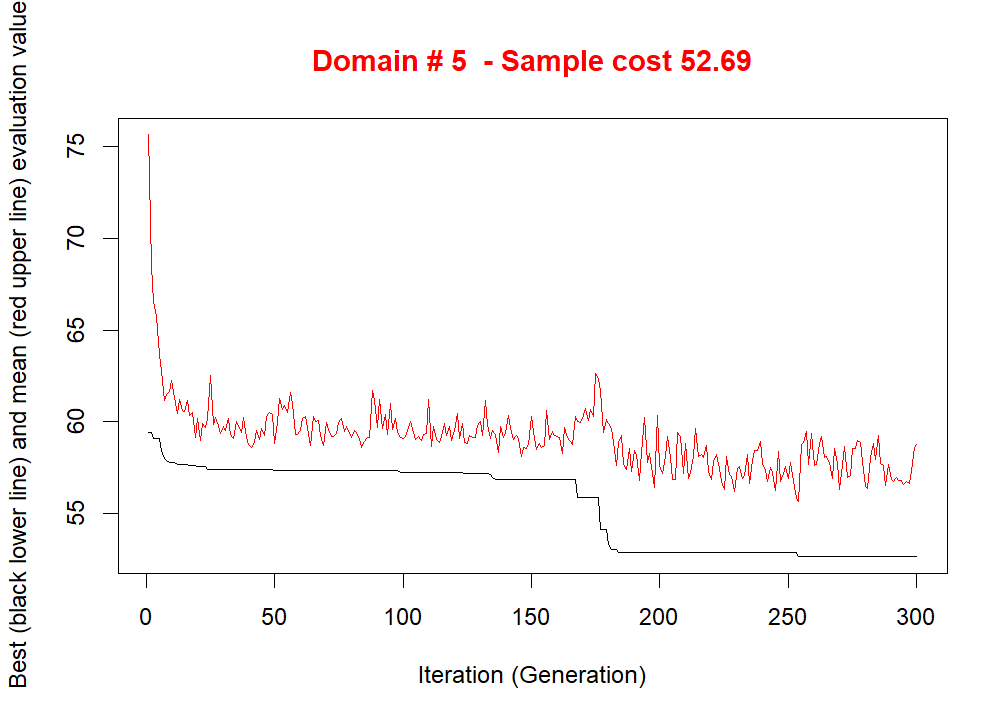 Domain # 5  - Sample cost 52.69
Best (black lower line) and mean (red upper line) evaluation value
75
70
65
60
55
0 50 100 150 200 250 300
Iteration (Generation)